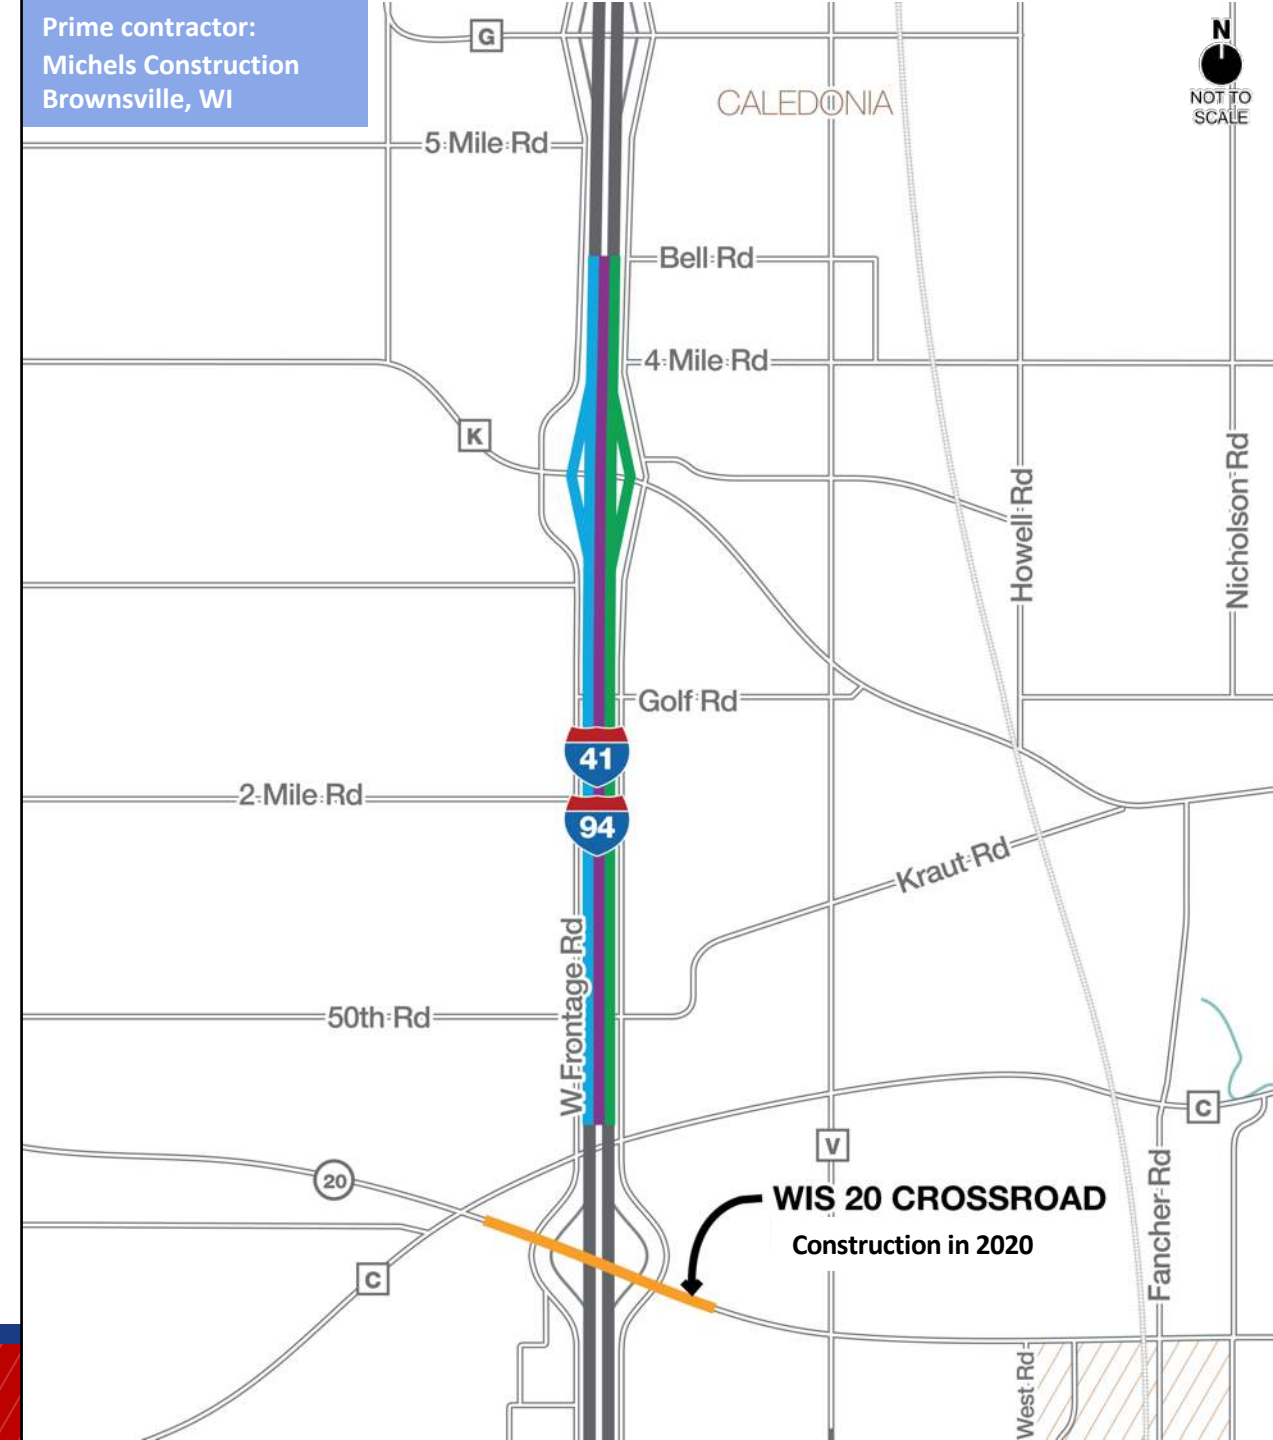 Prime contractor:
Michels Construction
Brownsville, WI
G
N
NOT TO
SCALE
CALEDONIA
5 Mile Rd
Bell Rd
4 Mile Rd
K
Howell Rd
Nicholson Rd
Golf Rd
41
2 Mile Rd
94
Kraut Rd
W Frontage Rd
50th Rd
C
V
20
WIS 20 CROSSROAD
Construction in 2020
Fancher Rd
C
West Rd